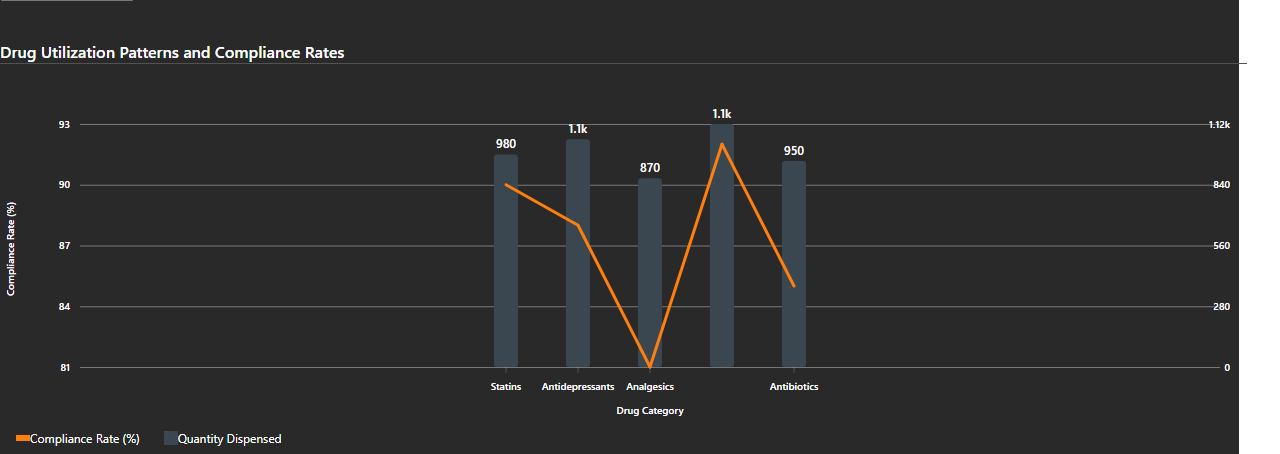 Drug Utilization Patterns and Compliance Rates
93
90
87
84
81
Compliance Rate (%)
980
1.1k
870
1.1k
950
1.12k
840
560
280
0
Statins Antidepressants Analgesics Antibiotics
Drug Category
Compliance Rate (%) Quantity Dispensed